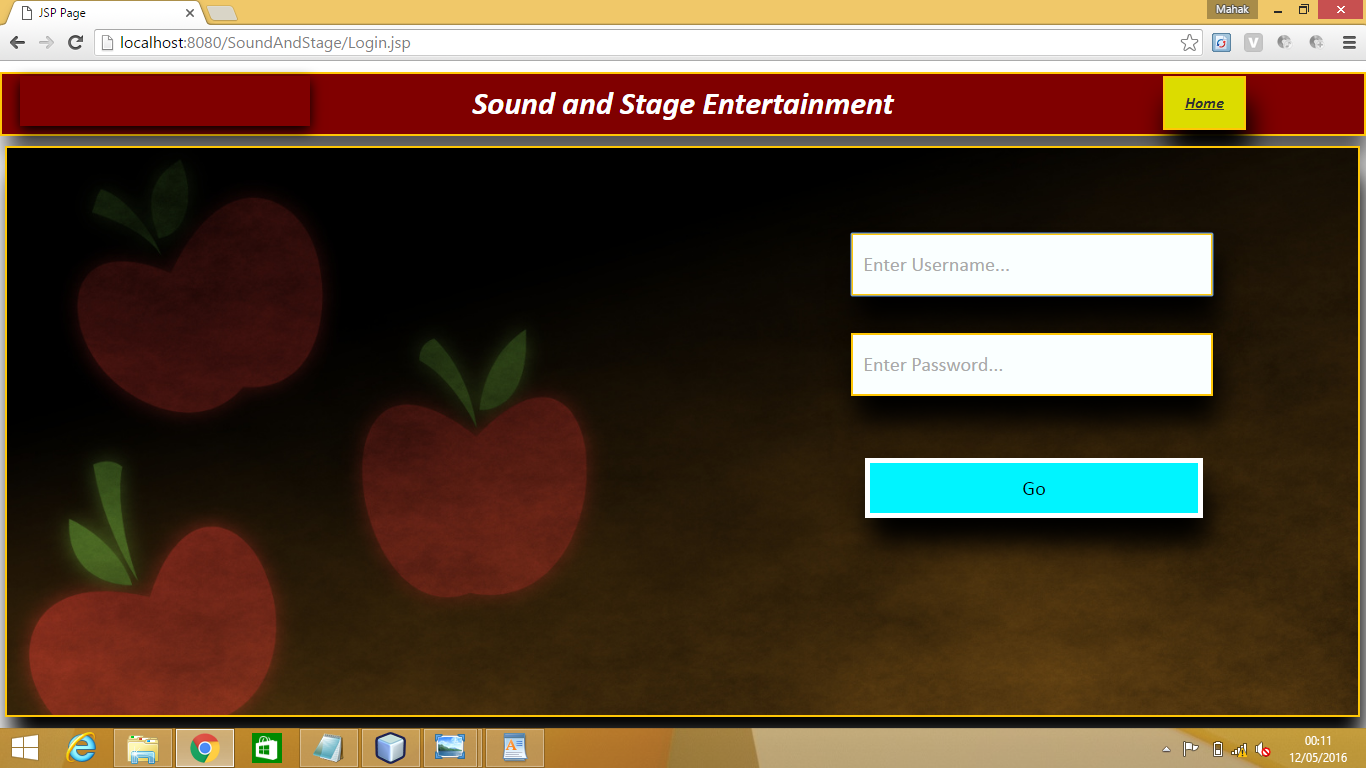 JSP Page
Mahak
localhost:8080/SoundAndStage/Login.jsp
Sound and Stage Entertainment
Home
Enter Username...
Enter Password...
Go
00:11
12/05/2016